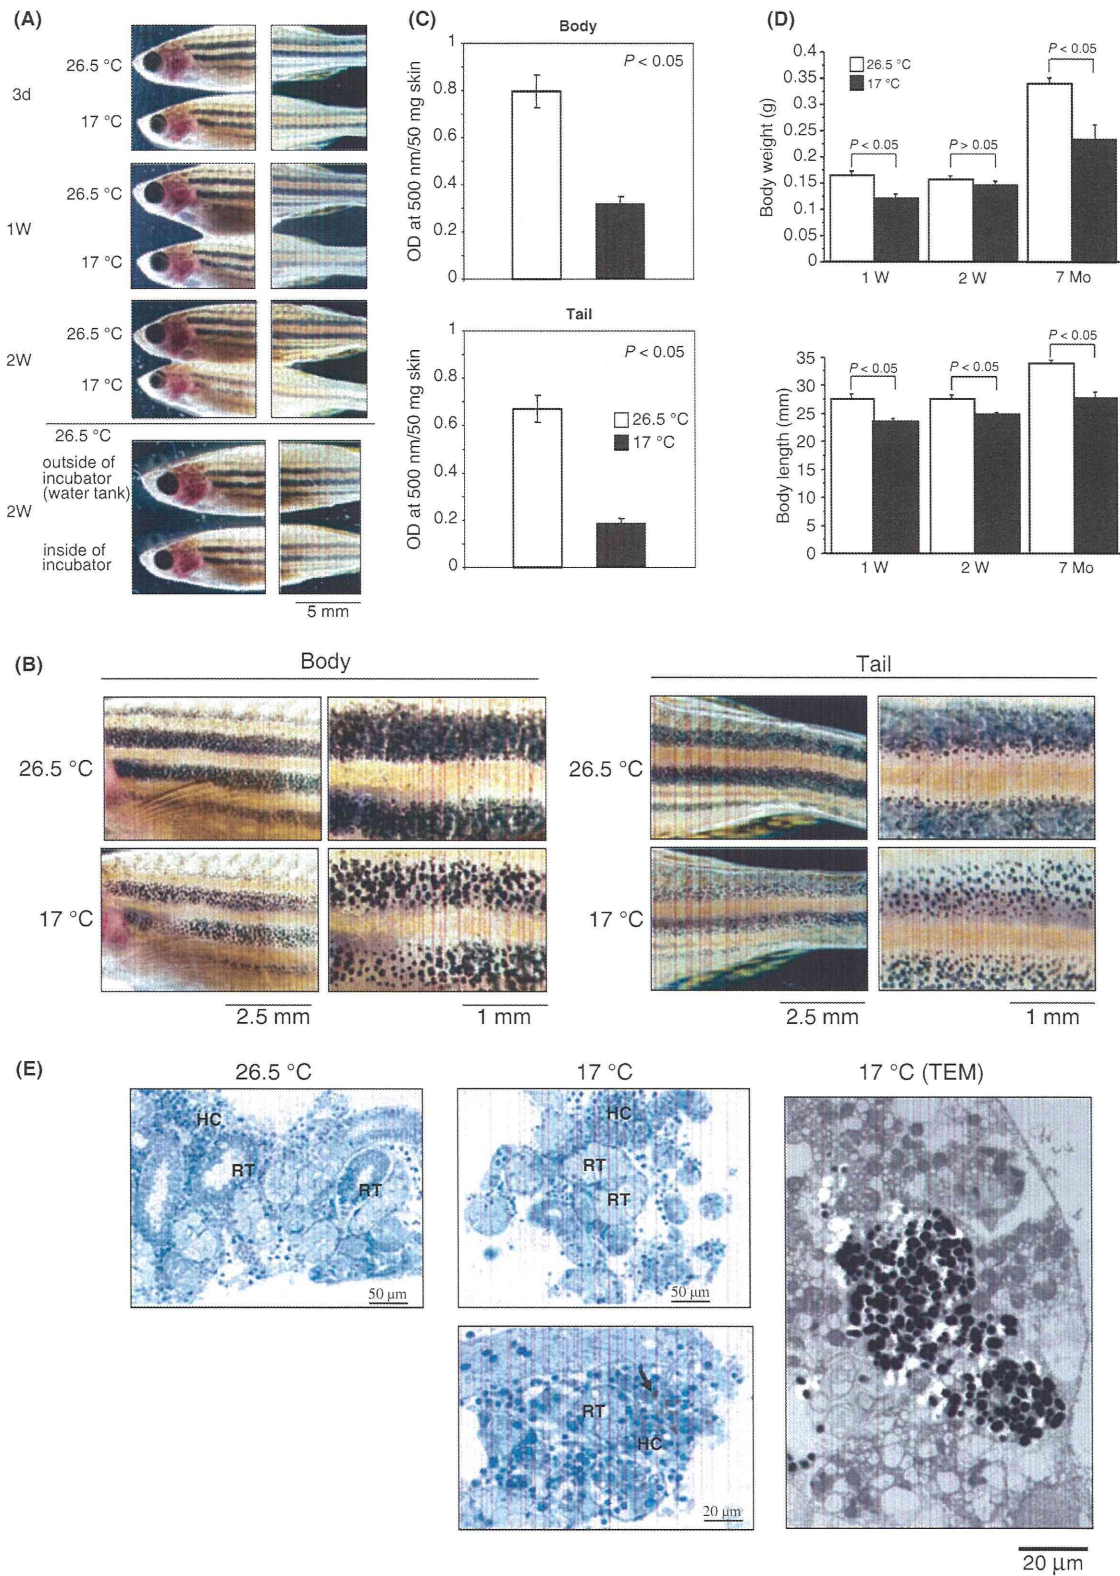 (A)
3d
26.5 °C
17 °C
1W
26.5 °C
17 °C
2W
26.5 °C
17 °C
26.5 °C
2W
outside of
incubator
(water tank)
inside of
incubator
5 mm
(C)
Body
P < 0.05
OD at 500 nm/50 mg skin
1
0.8
0.6
0.4
0.2
0
Tail
P < 0.05
OD at 500 nm/50 mg skin
1
0.8
0.6
0.4
0.2
0
26.5 °C
17 °C
(D)
26.5 °C
17 °C
Body weight (g)
0.4
0.35
0.3
0.25
0.2
0.15
0.1
0.05
0
P < 0.05
P > 0.05
P < 0.05
1 W
2 W
7 Mo
Body length (mm)
35
30
25
20
15
10
5
0
P < 0.05
P < 0.05
P < 0.05
1 W
2 W
7 Mo
(B)
Body
Tail
26.5 °C
26.5 °C
17 °C
17 °C
2.5 mm
1 mm
2.5 mm
1 mm
(E)
26.5 °C
17 °C
17 °C (TEM)
HC
RT
RT
50 µm
HC
RT
RT
50 µm
RT
HC
20 µm
20 µm